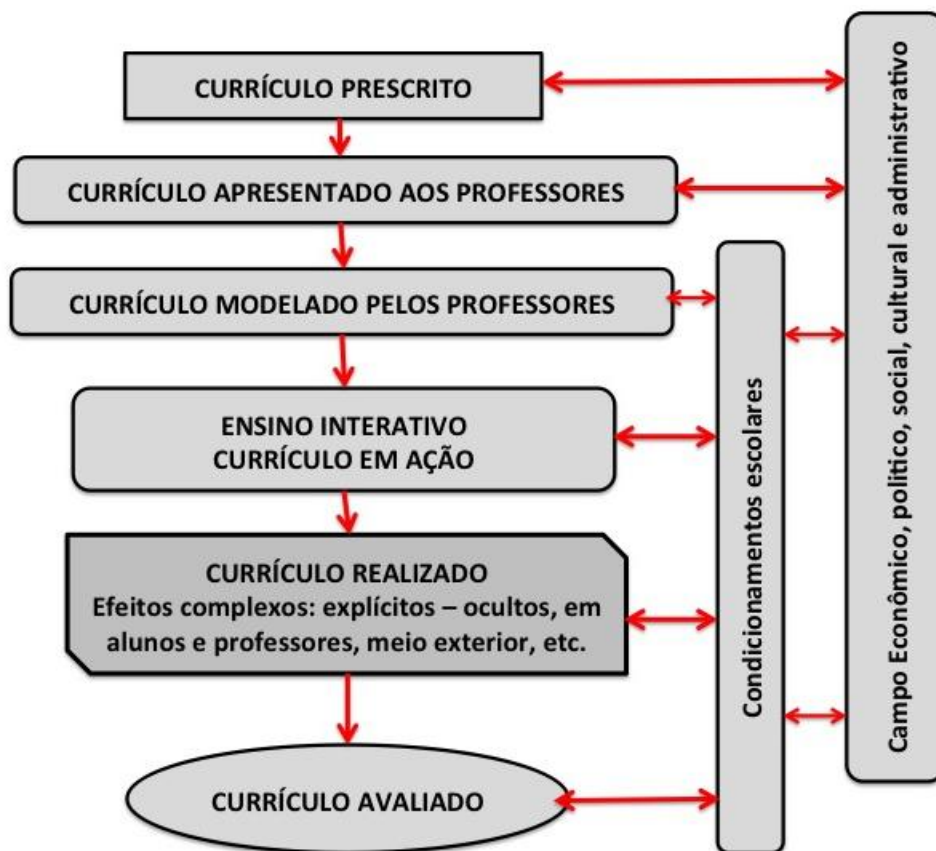 CURRÍCULO PRESCRITO
CURRÍCULO APRESENTADO AOS PROFESSORES
CURRÍCULO MODELADO PELOS PROFESSORES
ENSINO INTERATIVO
CURRÍCULO EM AÇÃO
CURRÍCULO REALIZADO
Efeitos complexos: explícitos – ocultos, em
alunos e professores, meio exterior, etc.
CURRÍCULO AVALIADO
Condicionamentos escolares
Campo Econômico, politico, social, cultural e administrativo